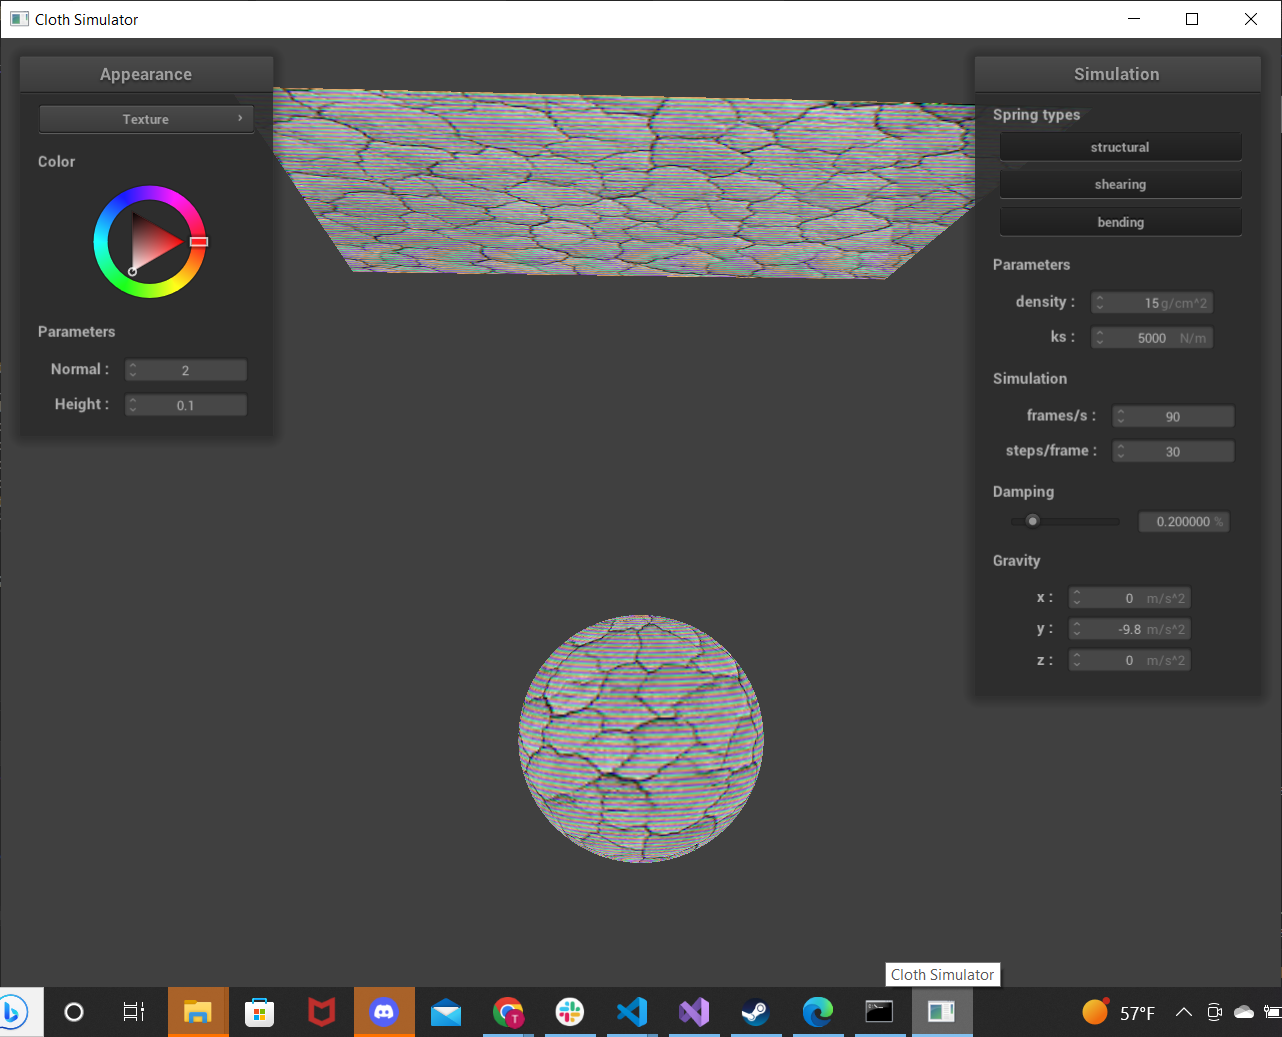 Cloth Simulator
Appearance
Texture
Color
Parameters
Normal : 2
Height : 0.1
Simulation
Spring types
structural
shearing
bending
Parameters
density : 15 g/cm^2
ks : 5000 N/m
Simulation
frames/s : 90
steps/frame : 30
Damping
0.200000 %
Gravity
x : 0 m/s^2
y : -9.8 m/s^2
z : 0 m/s^2
Cloth Simulator
T
57°F